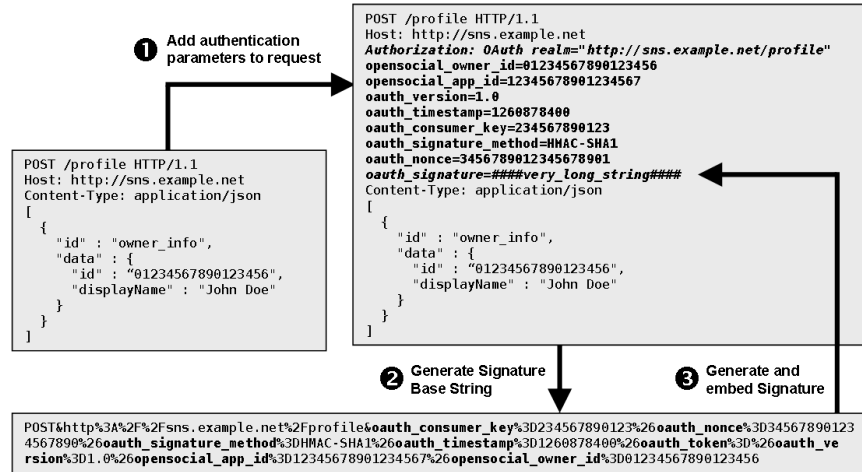 1 Add authentication
parameters to request
POST /profile HTTP/1.1
Host: http://sns.example.net
Content-Type: application/json
[
{
"id" : "owner_info",
"data" : {
"id" : “01234567890123456",
"displayName" : "John Doe"
}
}
]
POST /profile HTTP/1.1
Host: http://sns.example.net
Authorization: OAuth realm="http://sns.example.net/profile"
opensocial_owner_id=01234567890123456
opensocial_app_id=12345678901234567
oauth_version=1.0
oauth_timestamp=1260878400
oauth_consumer_key=234567890123
oauth_signature_method=HMAC-SHA1
oauth_nonce=3456789012345678901
oauth_signature=####very_long_string####
Content-Type: application/json
[
{
"id" : "owner_info",
"data" : {
"id" : “01234567890123456",
"displayName" : "John Doe"
}
}
]
2 Generate Signature
Base String
3 Generate and
embed Signature
POST&http%3A%2F%2Fsns.example.net%2Fprofile&oauth_consumer_key%3D234567890123%26oauth_nonce%3D34567890123
4567890%26oauth_signature_method%3DHMAC-SHA1%26oauth_timestamp%3D1260878400%26oauth_token%3D%26oauth_ve
rsion%3D1.0%26opensocial_app_id%3D12345678901234567%26opensocial_owner_id%3D01234567890123456